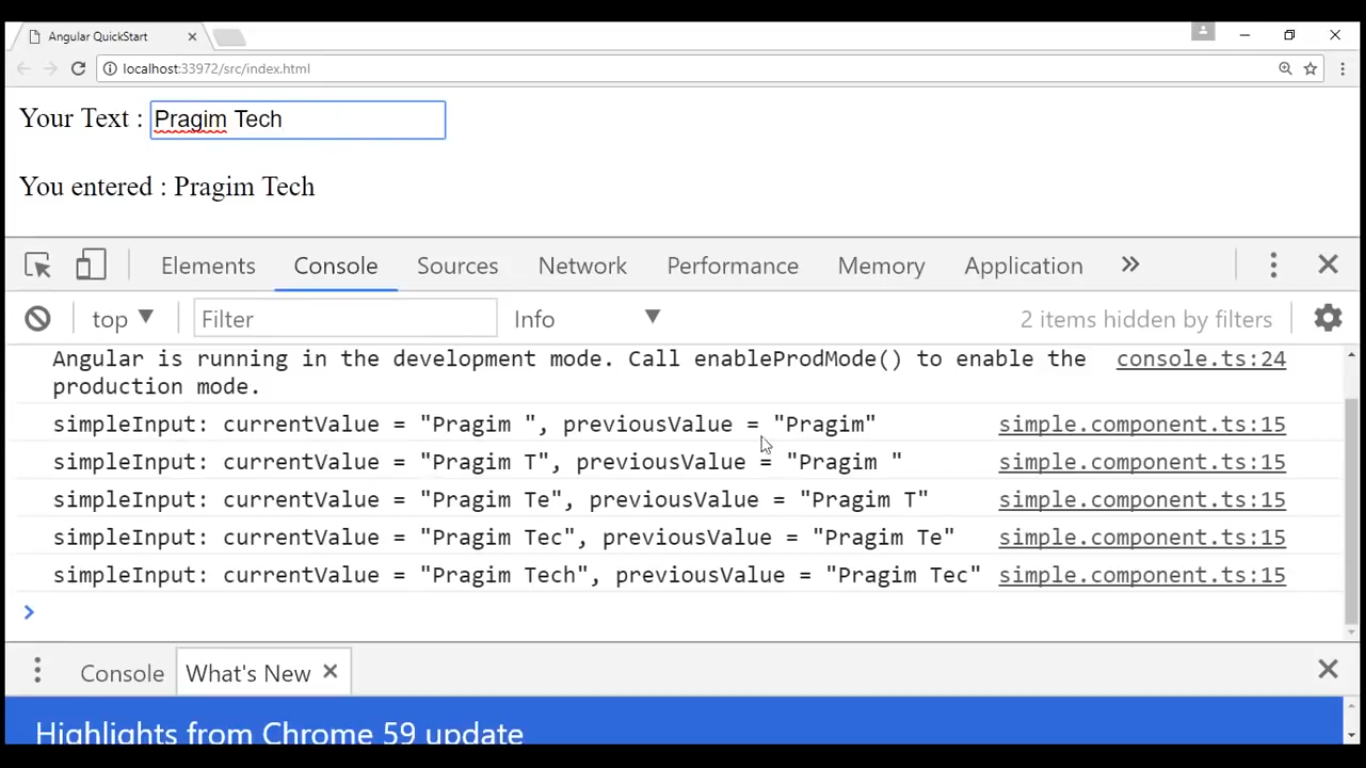 Angular QuickStart
localhost:33972/src/index.html
Your Text : Pragim Tech
You entered : Pragim Tech
Elements Console Sources Network Performance Memory Application
top Filter Info 2 items hidden by filters
Angular is running in the development mode. Call enableProdMode() to enable the console.ts:24
production mode.
simpleInput: currentValue = "Pragim ", previousValue = "Pragim" simple.component.ts:15
simpleInput: currentValue = "Pragim T", previousValue = "Pragim " simple.component.ts:15
simpleInput: currentValue = "Pragim Te", previousValue = "Pragim T" simple.component.ts:15
simpleInput: currentValue = "Pragim Tec", previousValue = "Pragim Te" simple.component.ts:15
simpleInput: currentValue = "Pragim Tech", previousValue = "Pragim Tec" simple.component.ts:15
Console What's New
Highlights from Chrome 59 update